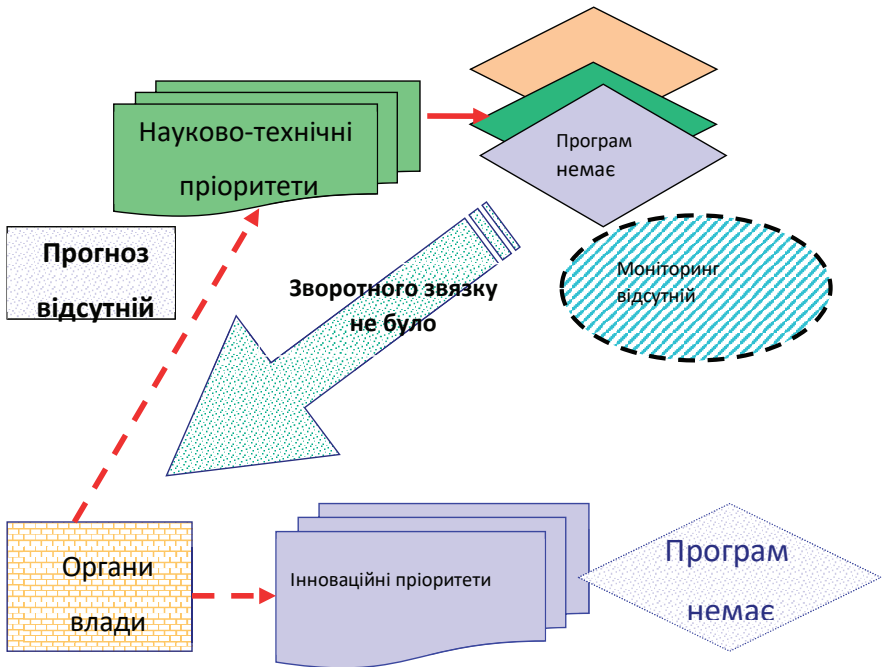 Науково-технічні
пріоритети
Програм
немає
Прогноз
відсутній
Моніторинг
відсутній
Зворотного звязку
не було
Органи
влади
Інноваційні пріоритети
Програм
немає